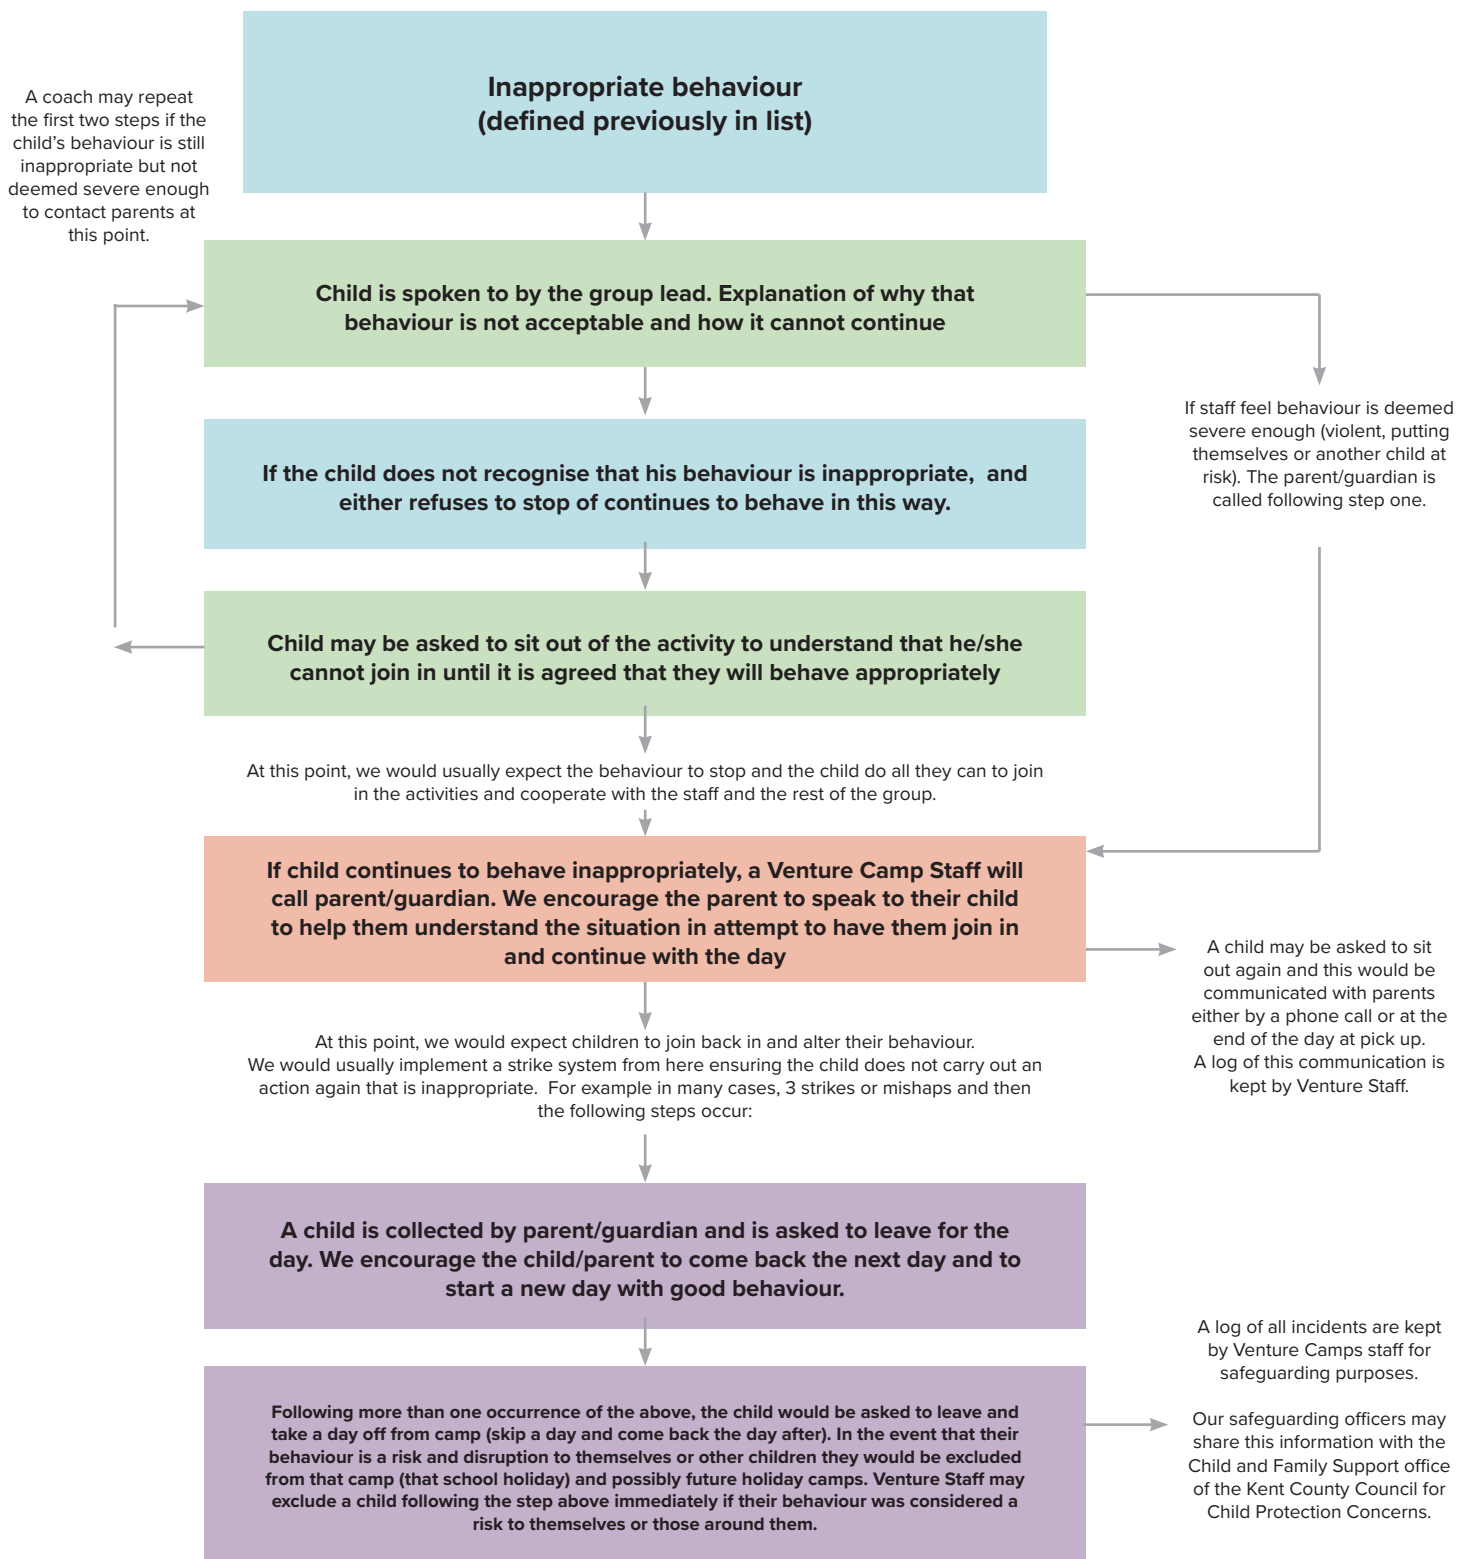 Inappropriate behaviour
(defined previously in list)
A coach may repeat
the first two steps if the
child’s behaviour is still
inappropriate but not
deemed severe enough
to contact parents at
this point.
Child is spoken to by the group lead. Explanation of why that
behaviour is not acceptable and how it cannot continue
If staff feel behaviour is deemed
severe enough (violent, putting
themselves or another child at
risk). The parent/guardian is
called following step one.
If the child does not recognise that his behaviour is inappropriate,  and
either refuses to stop of continues to behave in this way.
Child may be asked to sit out of the activity to understand that he/she
cannot join in until it is agreed that they will behave appropriately
At this point, we would usually expect the behaviour to stop and the child do all they can to join
in the activities and cooperate with the staff and the rest of the group.
If child continues to behave inappropriately, a Venture Camp Staff will
call parent/guardian. We encourage the parent to speak to their child
to help them understand the situation in attempt to have them join in
and continue with the day
A child may be asked to sit
out again and this would be
communicated with parents
either by a phone call or at the
end of the day at pick up.
A log of this communication is
kept by Venture Staff.
At this point, we would expect children to join back in and alter their behaviour.
We would usually implement a strike system from here ensuring the child does not carry out an
action again that is inappropriate.  For example in many cases, 3 strikes or mishaps and then
the following steps occur:
A child is collected by parent/guardian and is asked to leave for the
day. We encourage the child/parent to come back the next day and to
start a new day with good behaviour.
Following more than one occurrence of the above, the child would be asked to leave and
take a day off from camp (skip a day and come back the day after). In the event that their
behaviour is a risk and disruption to themselves or other children they would be excluded
from that camp (that school holiday) and possibly future holiday camps. Venture Staff may
exclude a child following the step above immediately if their behaviour was considered a
risk to themselves or those around them.
A log of all incidents are kept
by Venture Camps staff for
safeguarding purposes.
Our safeguarding officers may
share this information with the
Child and Family Support office
of the Kent County Council for
Child Protection Concerns.